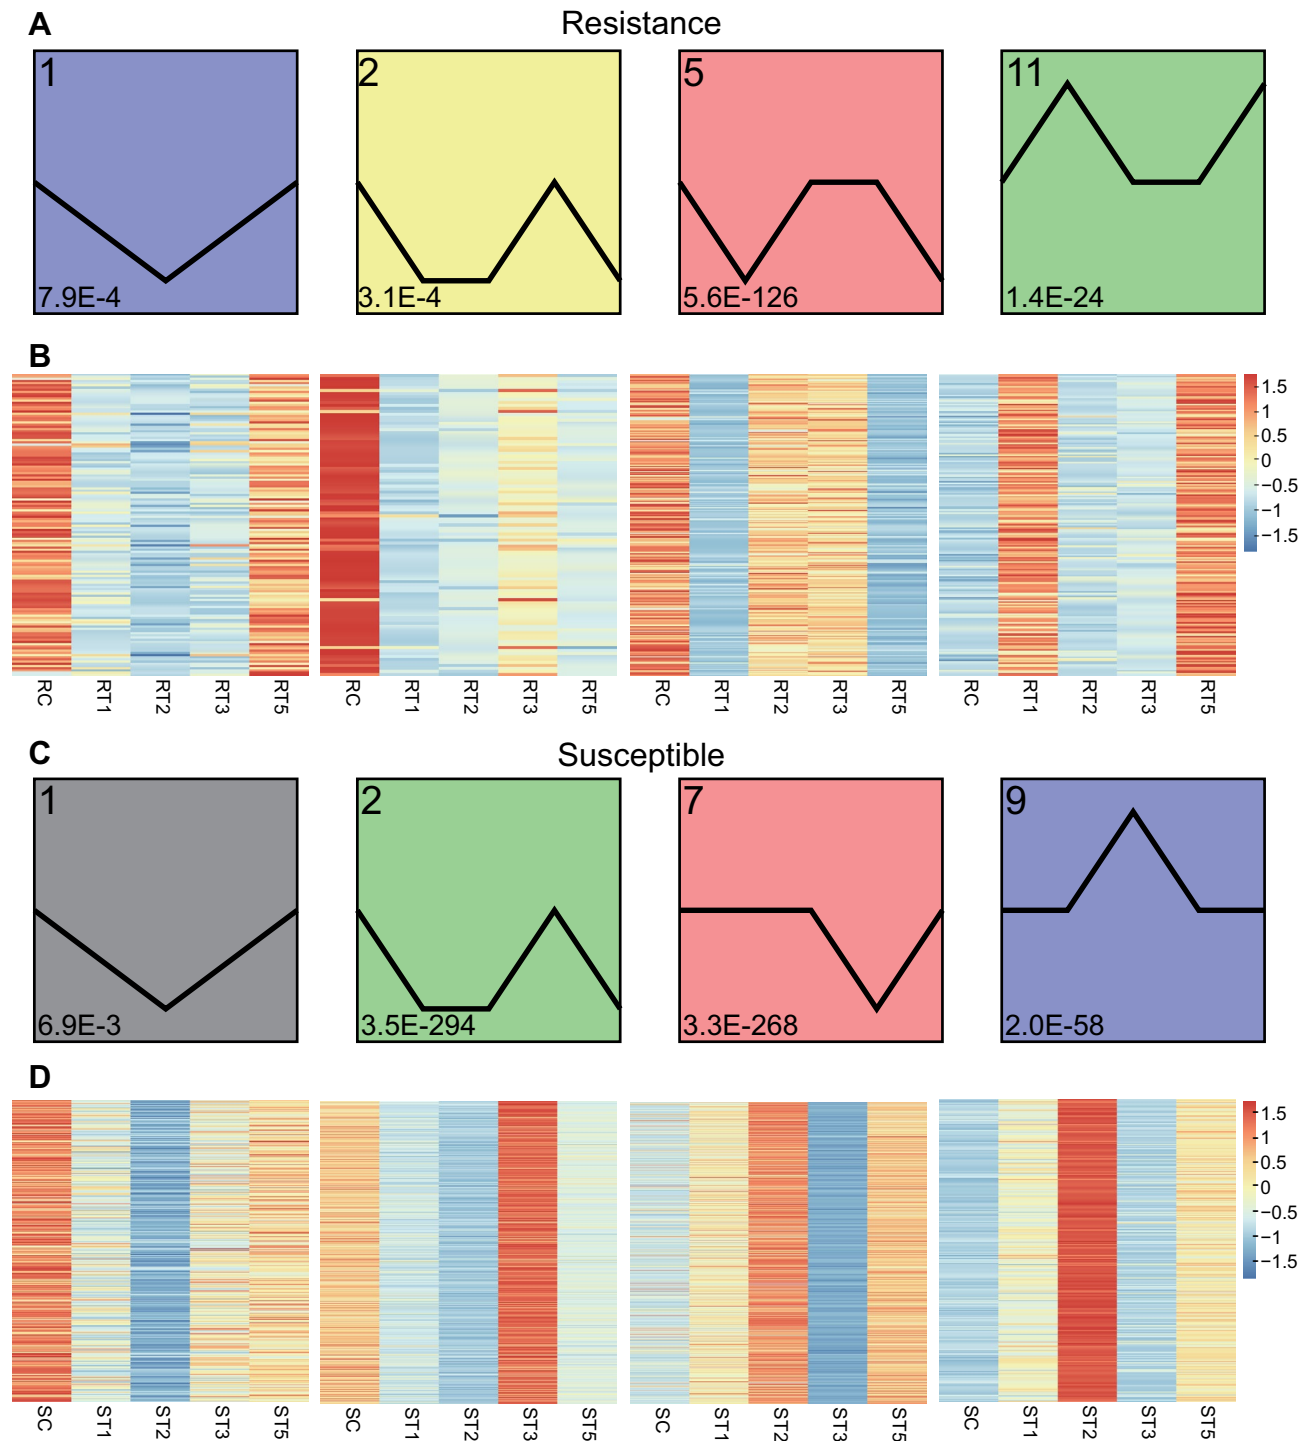 A
Resistance
1
2
5
11
7.9E-4
3.1E-4
5.6E-126
1.4E-24
B
1.5
1
0.5
0
−0.5
−1
−1.5
RC
RT1
RT2
RT3
RT5
RC
RT1
RT2
RT3
RT5
RC
RT1
RT2
RT3
RT5
RC
RT1
RT2
RT3
RT5
C
Susceptible
1
2
7
9
6.9E-3
3.5E-294
3.3E-268
2.0E-58
D
1.5
1
0.5
0
−0.5
−1
−1.5
SC
ST1
ST2
ST3
ST5
SC
ST1
ST2
ST3
ST5
SC
ST1
ST2
ST3
ST5
SC
ST1
ST2
ST3
ST5